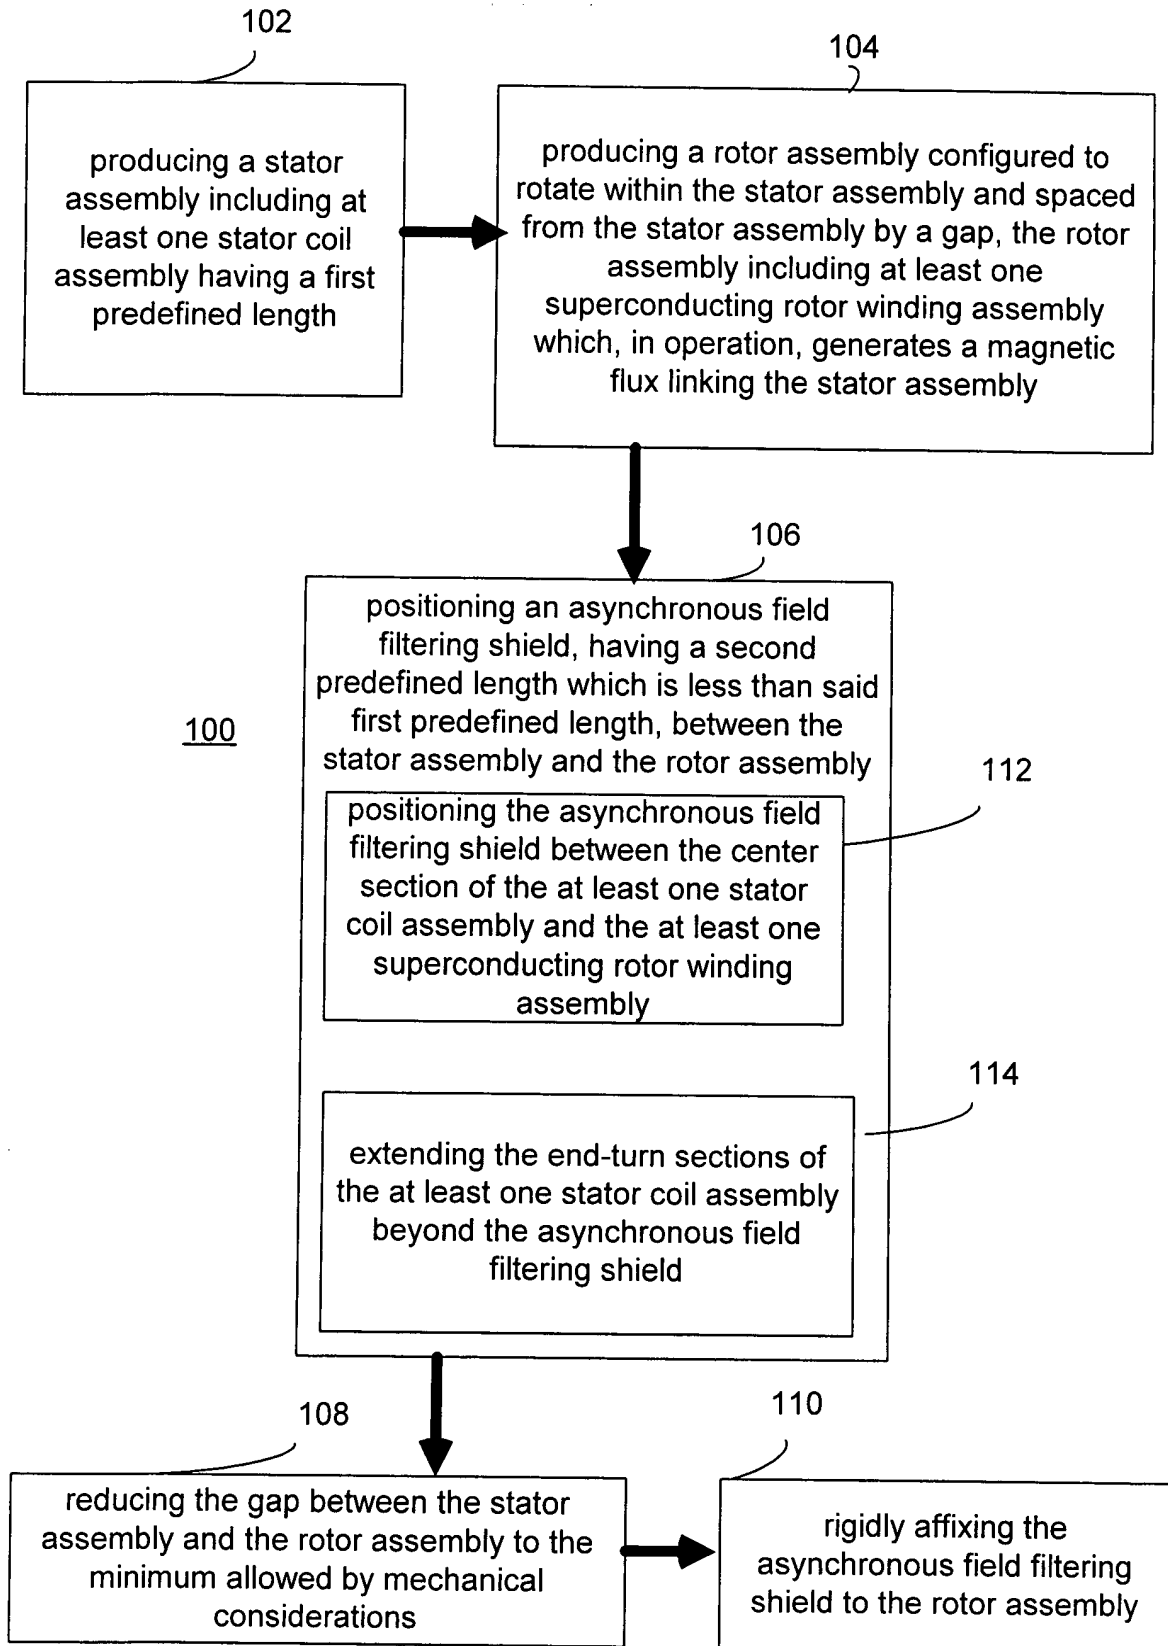 102
producing a stator
assembly including at
least one stator coil
assembly having a first
predefined length
104
producing a rotor assembly configured to
rotate within the stator assembly and spaced
from the stator assembly by a gap, the rotor
assembly including at least one
superconducting rotor winding assembly
which, in operation, generates a magnetic
flux linking the stator assembly
106
positioning an asynchronous field
filtering shield, having a second
predefined length which is less than said
first predefined length, between the
stator assembly and the rotor assembly
100
112
positioning the asynchronous field
filtering shield between the center
section of the at least one stator
coil assembly and the at least one
superconducting rotor winding
assembly
114
extending the end-turn sections of
the at least one stator coil assembly
beyond the asynchronous field
filtering shield
108
reducing the gap between the stator
assembly and the rotor assembly to the
minimum allowed by mechanical
considerations
110
rigidly affixing the
asynchronous field filtering
shield to the rotor assembly